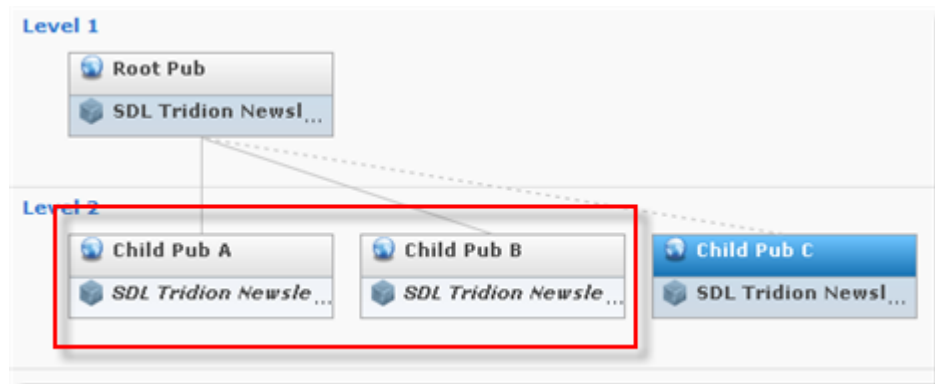 Level 1
Root Pub
SDL Tridion Newsl...
Level 2
Child Pub A
Child Pub B
Child Pub C
SDL Tridion Newsle...
SDL Tridion Newsle...
SDL Tridion Newsl...